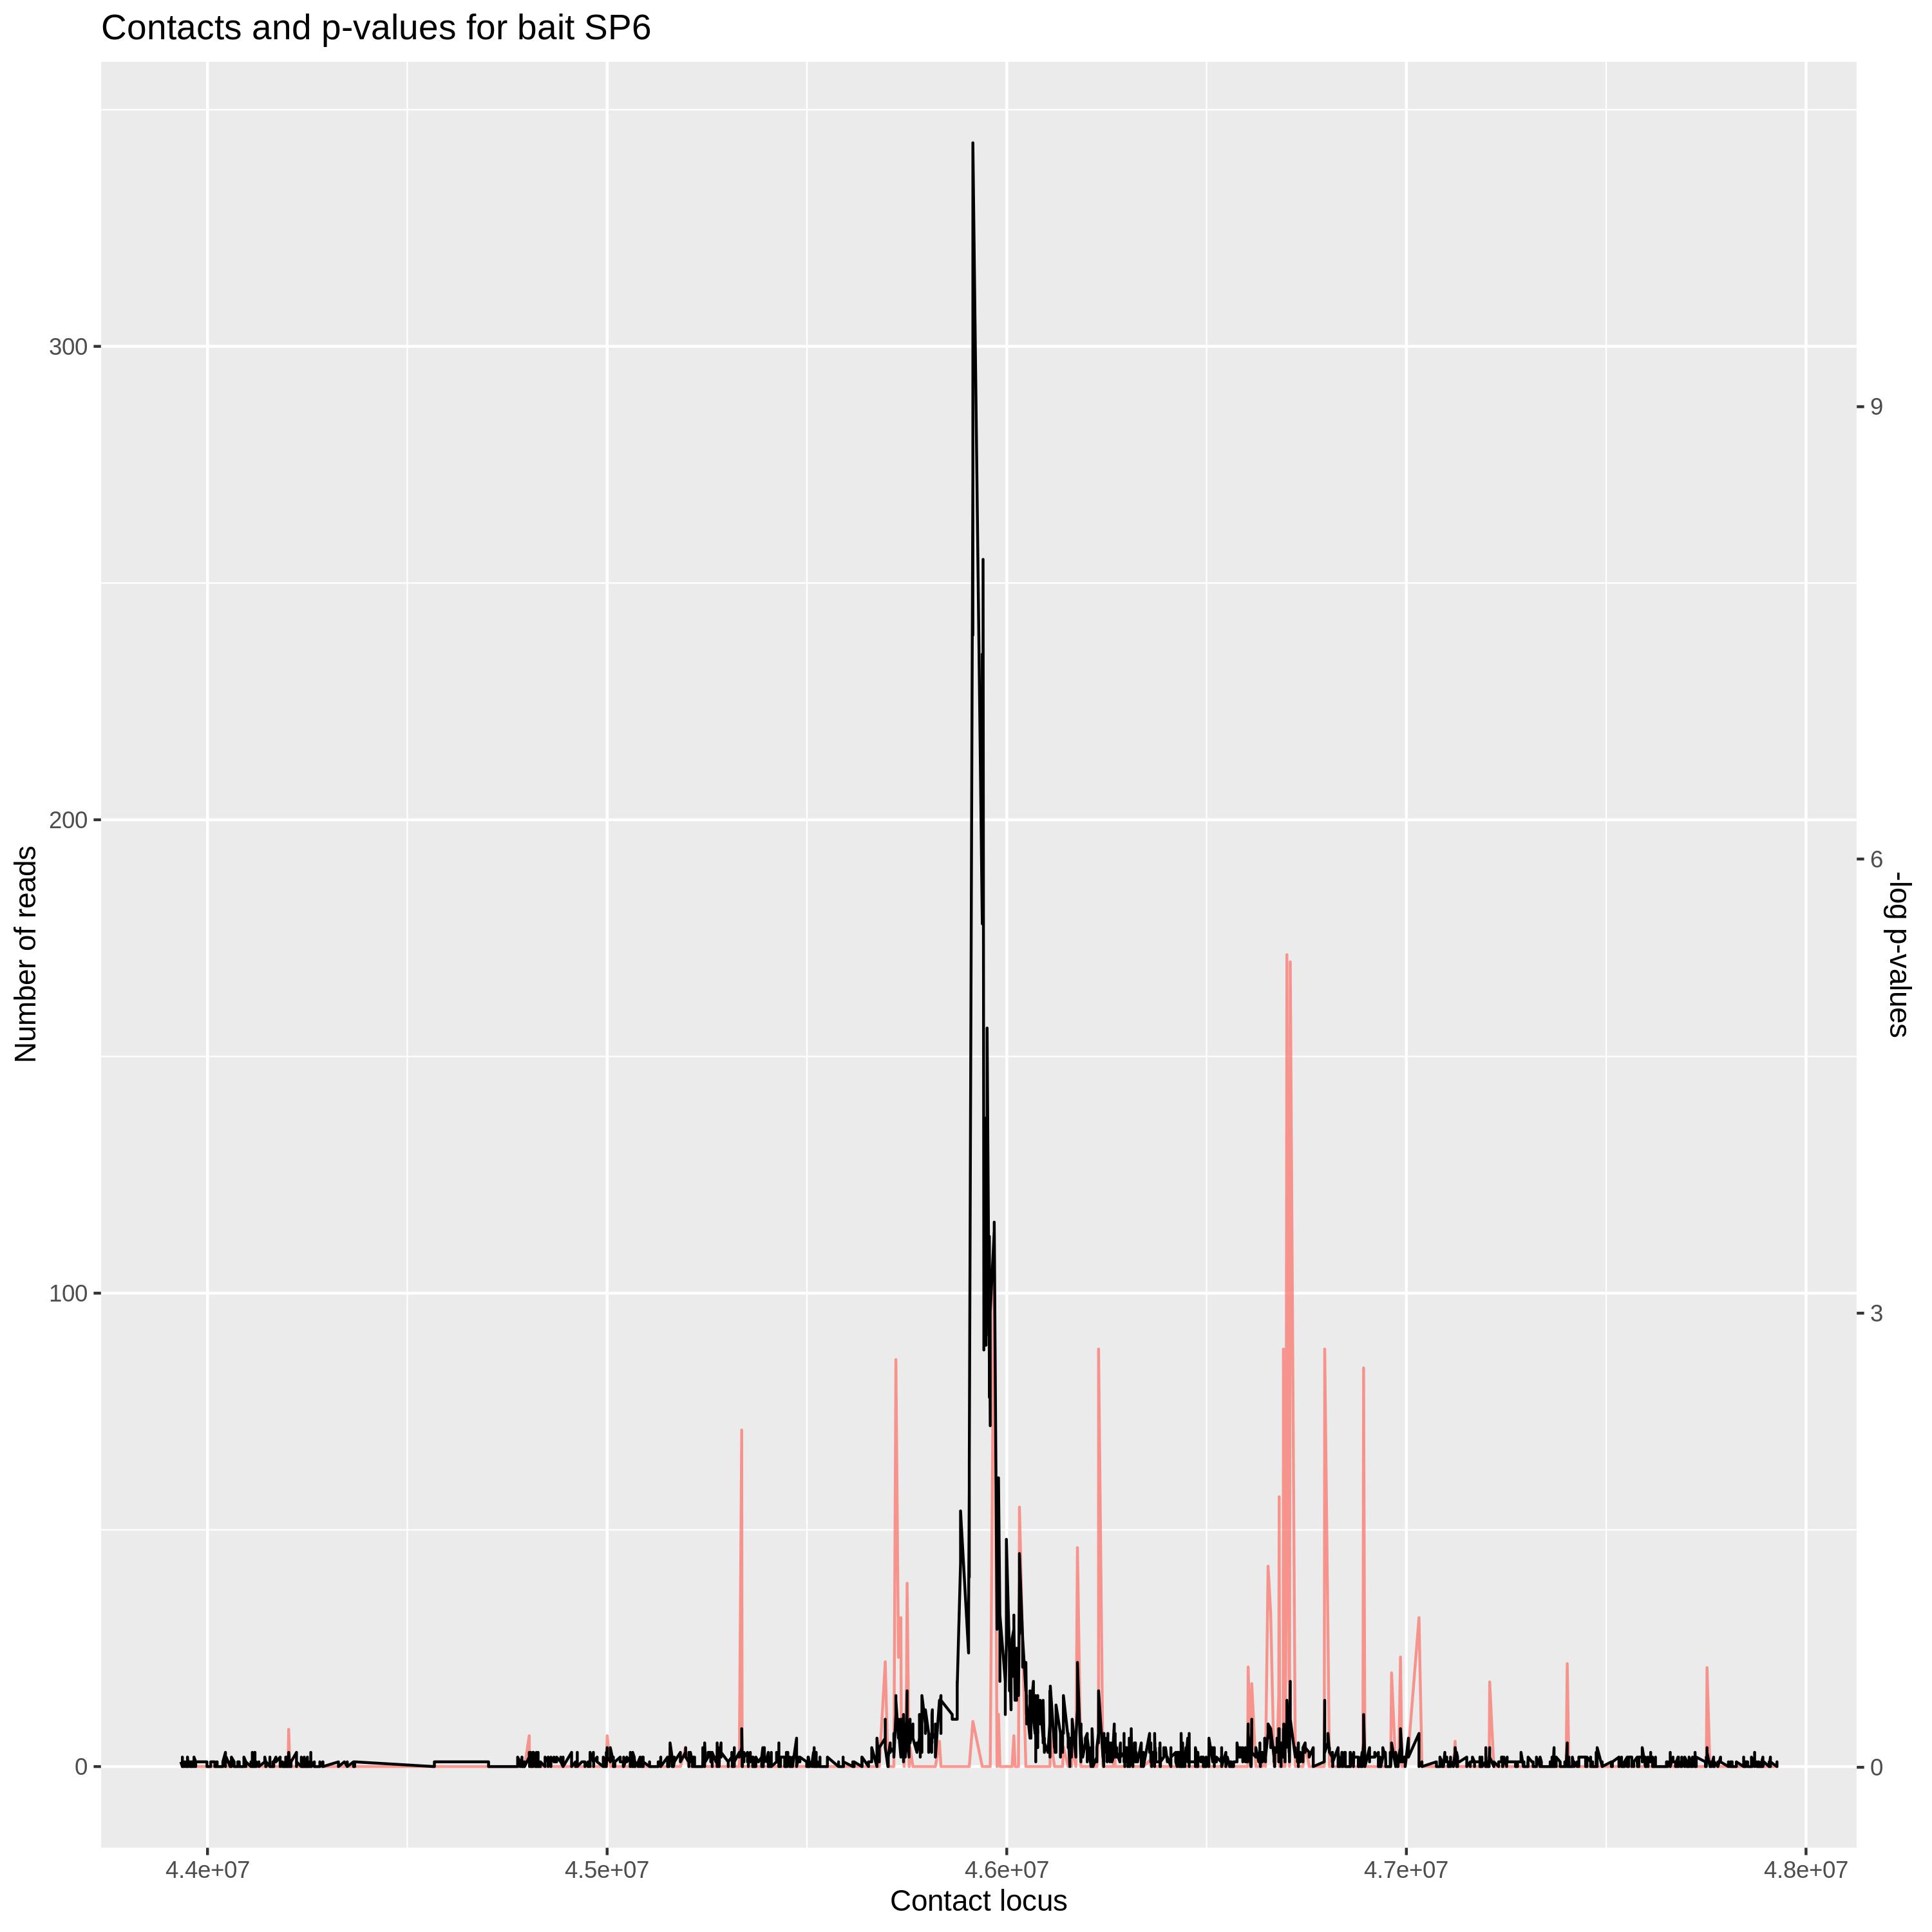 Contacts and p-values for bait SP6
300
200
100
0
Number of reads
9
6
3
0
-log p-values
4.4e+07
4.5e+07
4.6e+07
4.7e+07
4.8e+07
Contact locus